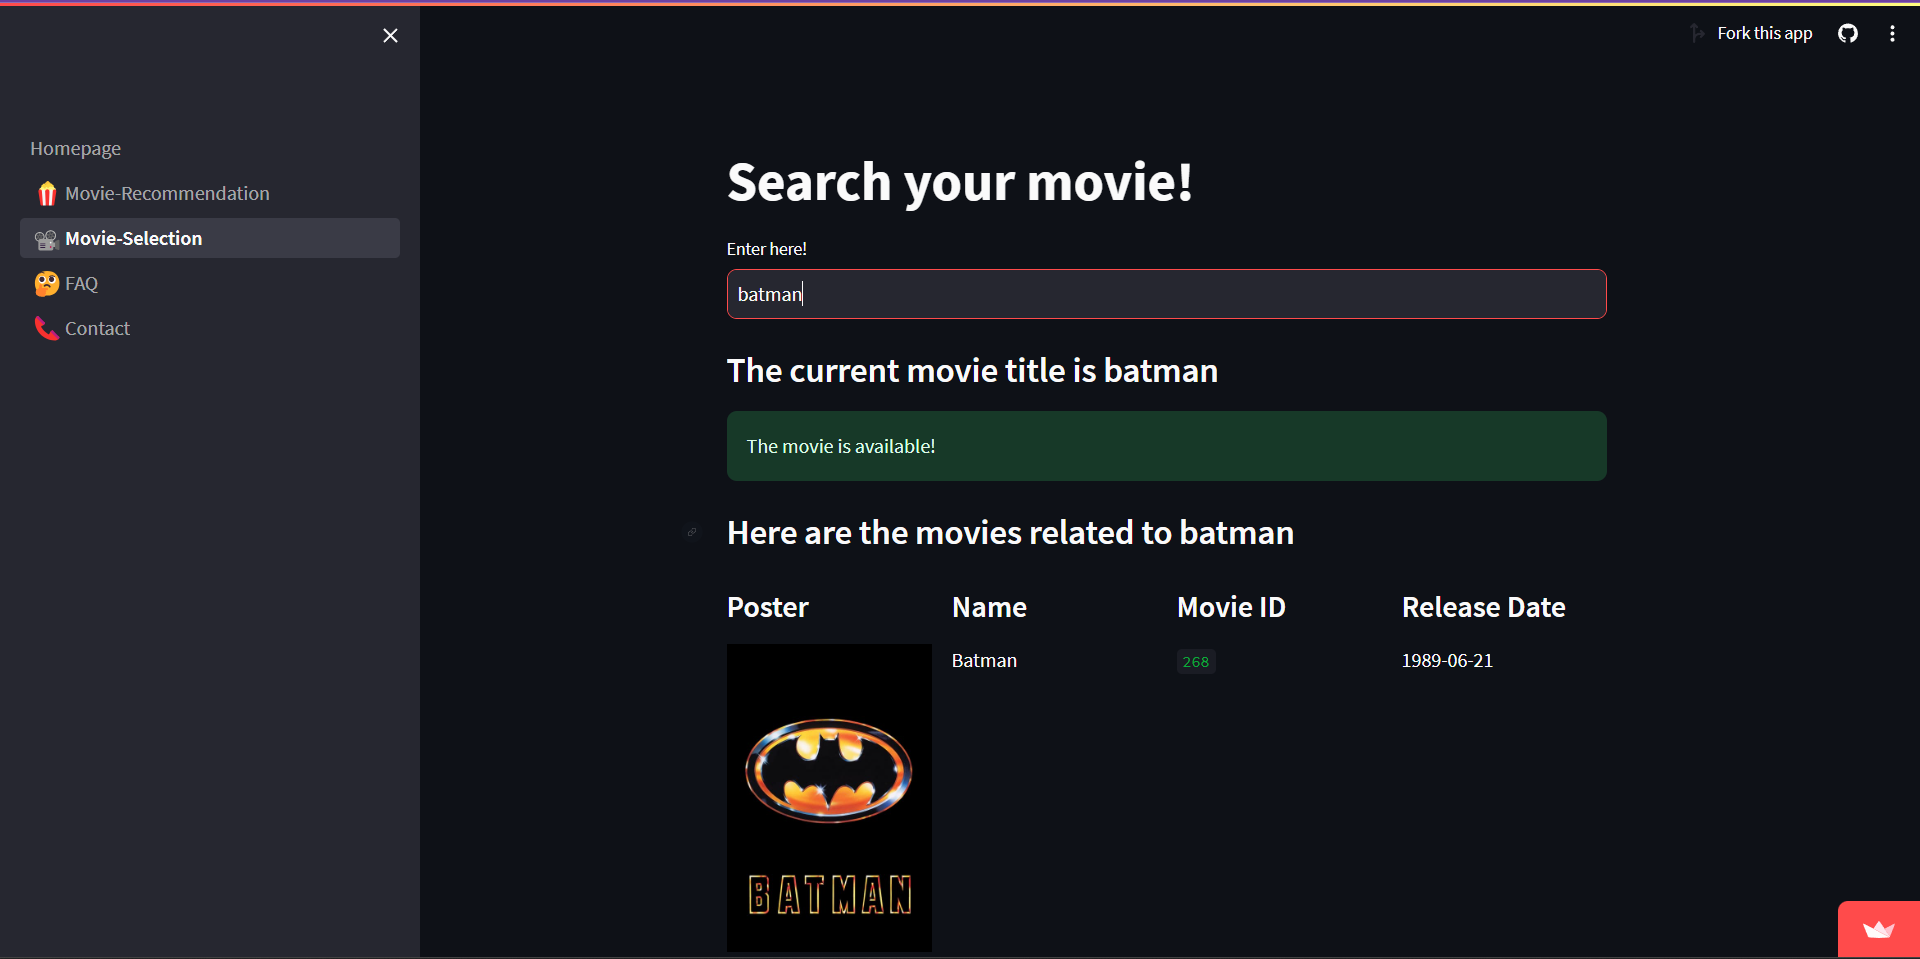 Fork this app
Homepage
Movie-Recommendation
Movie-Selection
FAQ
Contact
Search your movie!
Enter here!
batman
The current movie title is batman
The movie is available!
Here are the movies related to batman
Poster Name Movie ID Release Date
Batman 268 1989-06-21
BATMAN